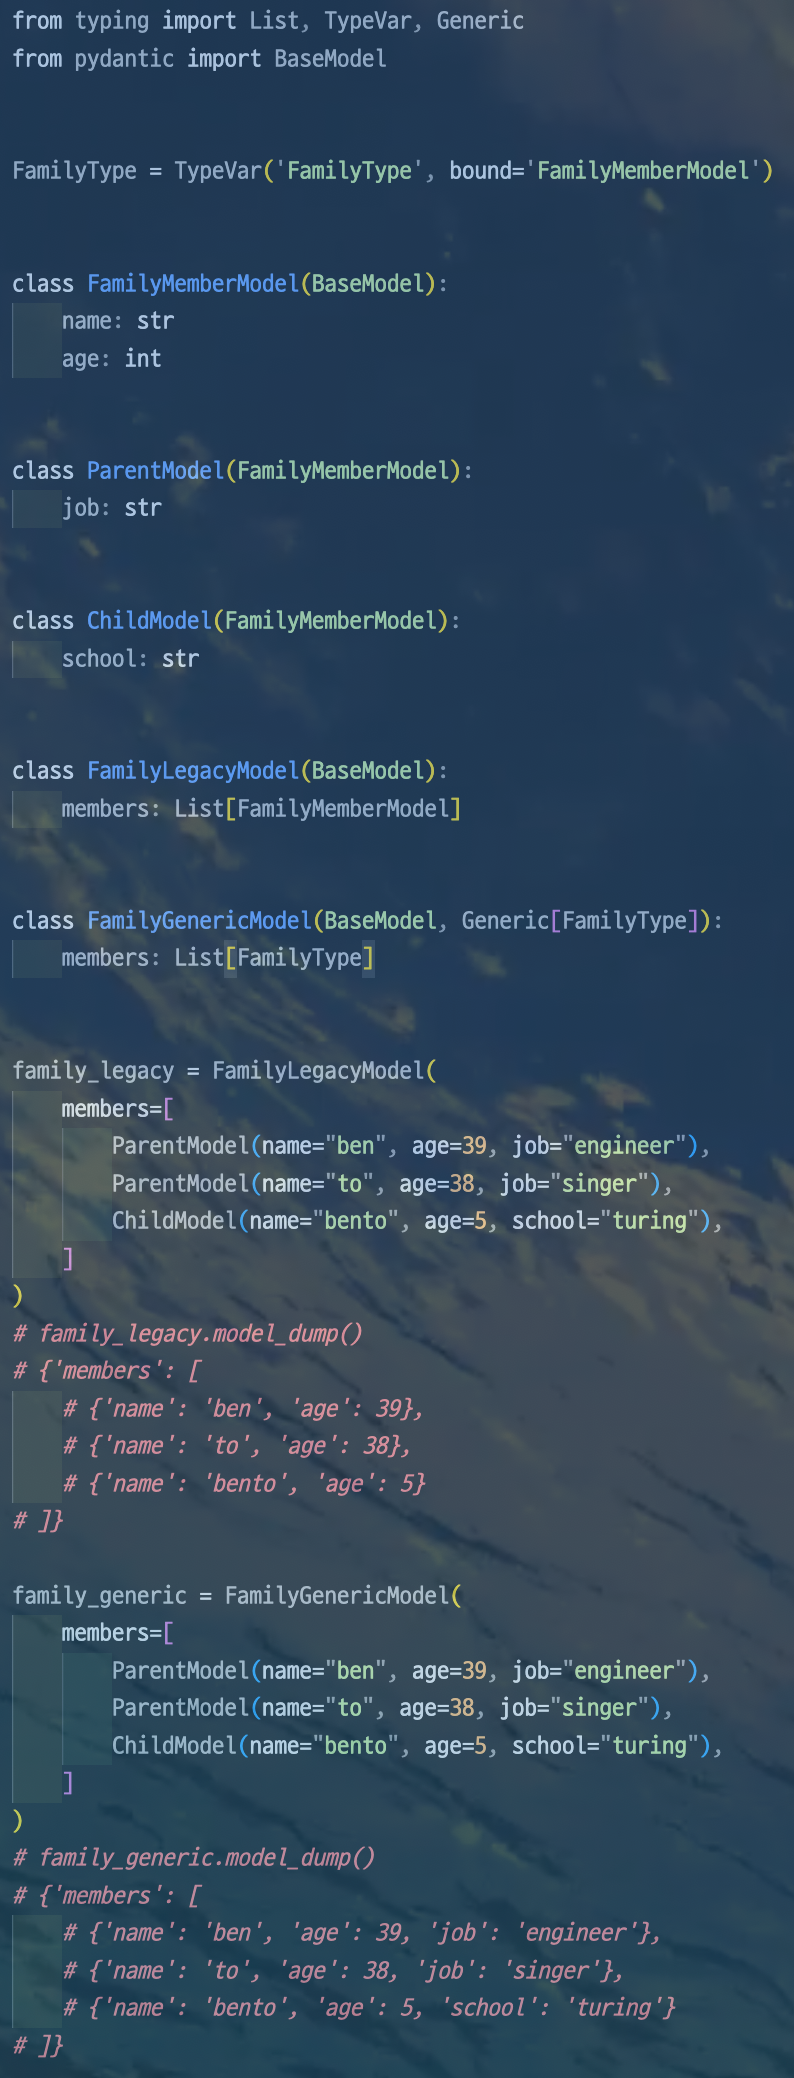 from typing import List, TypeVar, Generic
from pydantic import BaseModel
FamilyType = TypeVar('FamilyType', bound='FamilyMemberModel')
class FamilyMemberModel(BaseModel):
    name: str
    age: int
class ParentModel(FamilyMemberModel):
    job: str
class ChildModel(FamilyMemberModel):
    school: str
class FamilyLegacyModel(BaseModel):
    members: List[FamilyMemberModel]
class FamilyGenericModel(BaseModel, Generic[FamilyType]):
    members: List[FamilyType]
family_legacy = FamilyLegacyModel(
    members=[
        ParentModel(name="ben", age=39, job="engineer"),
        ParentModel(name="to", age=38, job="singer"),
        ChildModel(name="bento", age=5, school="turing"),
    ]
)
# family_legacy.model_dump()
# {'members': [
    # {'name': 'ben', 'age': 39},
    # {'name': 'to', 'age': 38},
    # {'name': 'bento', 'age': 5}
# ]}
family_generic = FamilyGenericModel(
    members=[
        ParentModel(name="ben", age=39, job="engineer"),
        ParentModel(name="to", age=38, job="singer"),
        ChildModel(name="bento", age=5, school="turing"),
    ]
)
# family_generic.model_dump()
# {'members': [
    # {'name': 'ben', 'age': 39, 'job': 'engineer'},
    # {'name': 'to', 'age': 38, 'job': 'singer'},
    # {'name': 'bento', 'age': 5, 'school': 'turing'}
# ]}